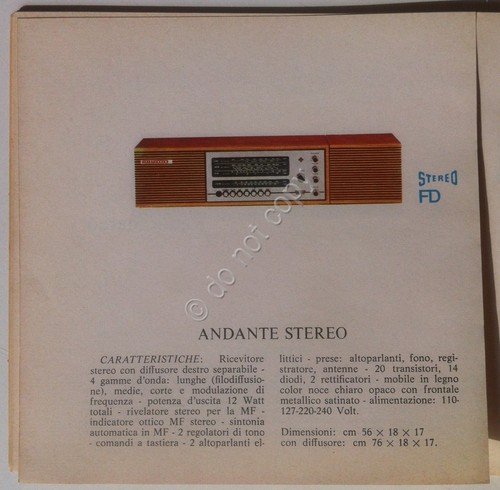 STEREO
FD
© do not copy
ANDANTE STEREO
CARATTERISTICHE: Ricevitore
stereo con diffusore destro separabile -
4 gamme d'onda: lunghe (filodiffusio-
ne), medie, corte e modulazione di
frequenza - potenza d'uscita 12 Watt
totali - rivelatore stereo per la MF -
indicatore ottico MF stereo - sintonia
automatica in MF - 2 regolatori di tono
- comandi a tastiera - 2 altoparlanti el-
littici - prese: altoparlanti, fono, regi-
stratore, antenne - 20 transistori, 14
diodi, 2 rettificatori - mobile in legno
color noce chiaro opaco con frontale
metallico satinato - alimentazione: 110-
127-220-240 Volt.
Dimensioni: cm 56 × 18 × 17
con diffusore: cm 76 × 18 × 17.